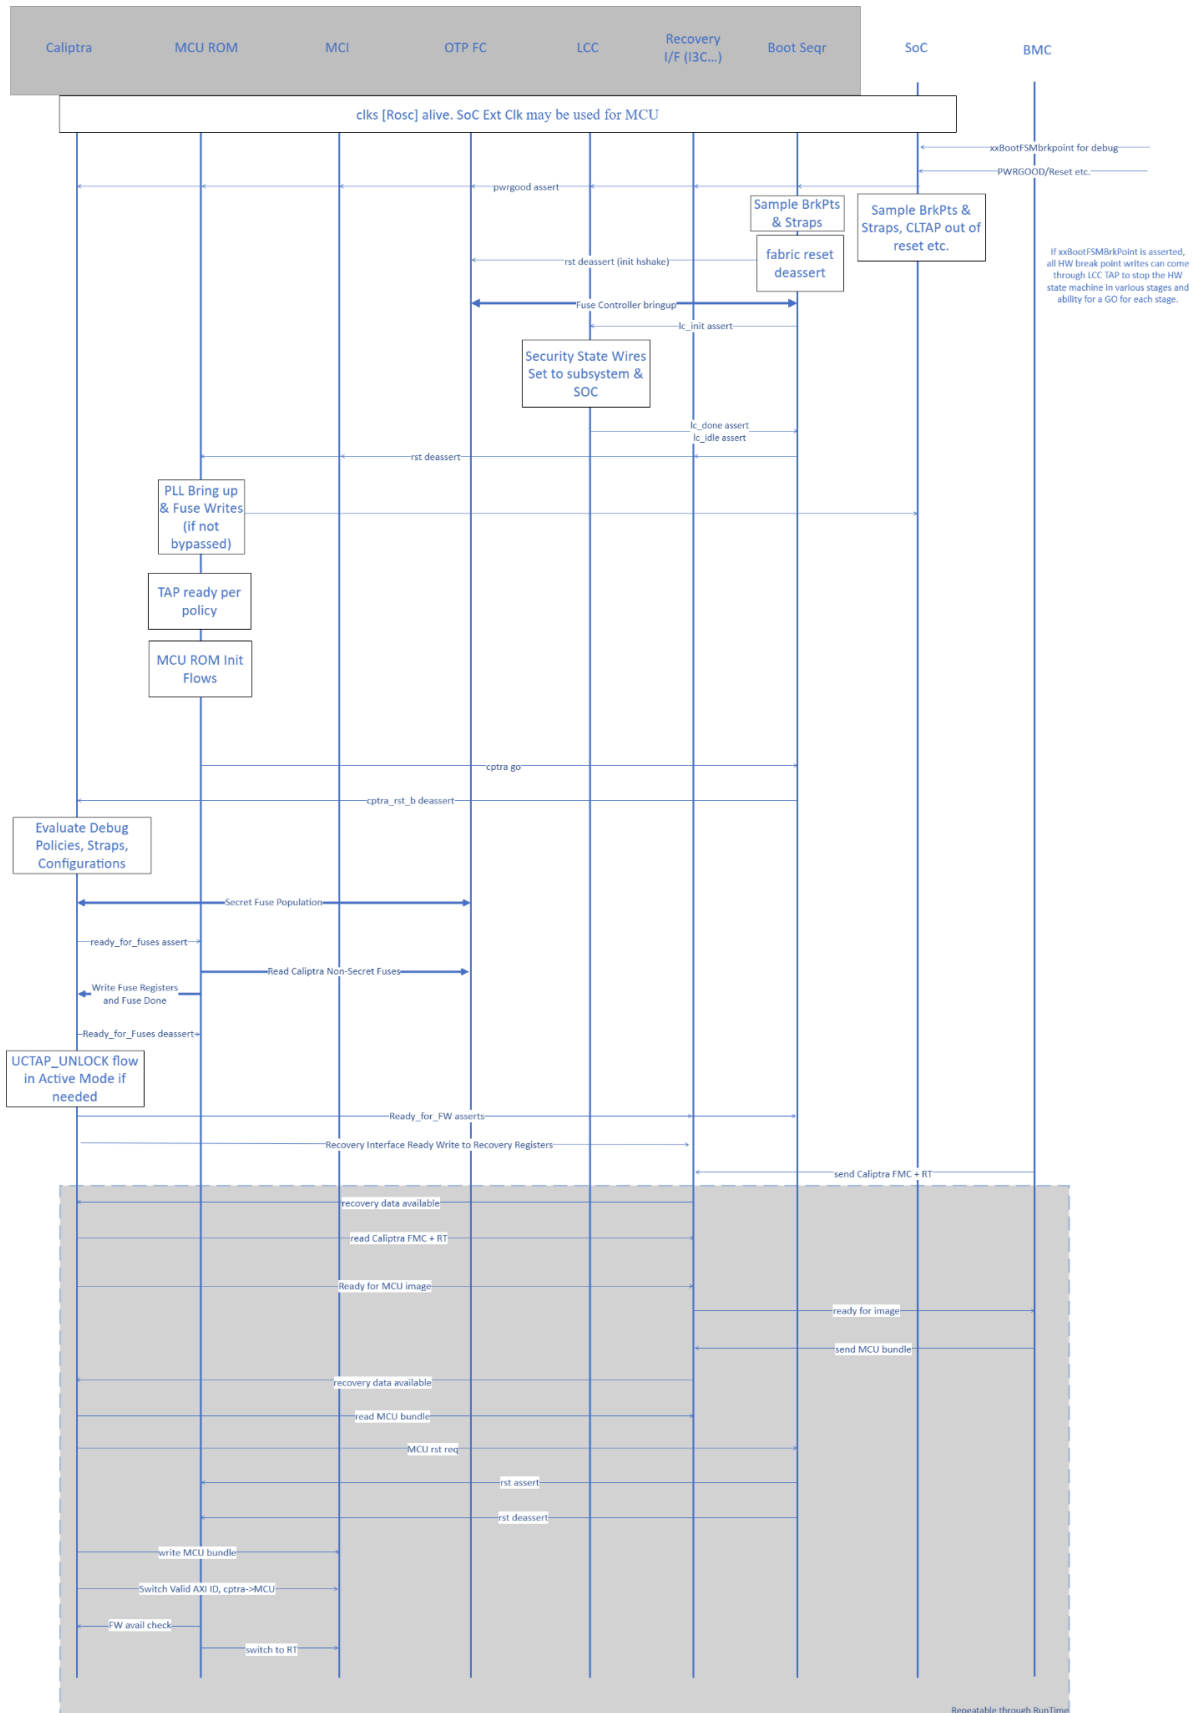 Caliptra
MCU ROM
MCI
OTP FC
LCC
Recovery
I/F (I3C...)
Boot Seqr
SoC
BMC
clks [Rosc] alive. SoC Ext Clk may be used for MCU
xxBootFSMbrkpoint for debug
PWRGOOD/Reset etc.
pwrgood assert
Sample BrkPts
& Straps
Sample BrkPts &
Straps, CLTAP out of
reset etc.
If xxBootFSMBrkPoint is asserted,
all HW break point writes can come
through LCC TAP to stop the HW
state machine in various stages and
ability for a GO for each stage.
fabric reset
deassert
rst deassert (init hshake)
Fuse Controller bringup
lc_init assert
Security State Wires
Set to subsystem &
SOC
lc_done assert
lc_idle assert
rst deassert
PLL Bring up
& Fuse Writes
(if not
bypassed)
TAP ready per
policy
MCU ROM Init
Flows
cptra go
cptra_rst_b deassert
Evaluate Debug
Policies, Straps,
Configurations
Secret Fuse Population
ready_for_fuses assert
Read Caliptra Non-Secret Fuses
Write Fuse Registers
and Fuse Done
Ready_for_Fuses deassert
UCTAP_UNLOCK flow
in Active Mode if
needed
Ready_for_FW asserts
Recovery Interface Ready Write to Recovery Registers
send Caliptra FMC + RT
recovery data available
read Caliptra FMC + RT
Ready for MCU image
ready for image
send MCU bundle
recovery data available
read MCU bundle
MCU rst req
rst assert
rst deassert
write MCU bundle
Switch Valid AXI ID, cptra->MCU
FW avail check
switch to RT
Repeatable through RunTime